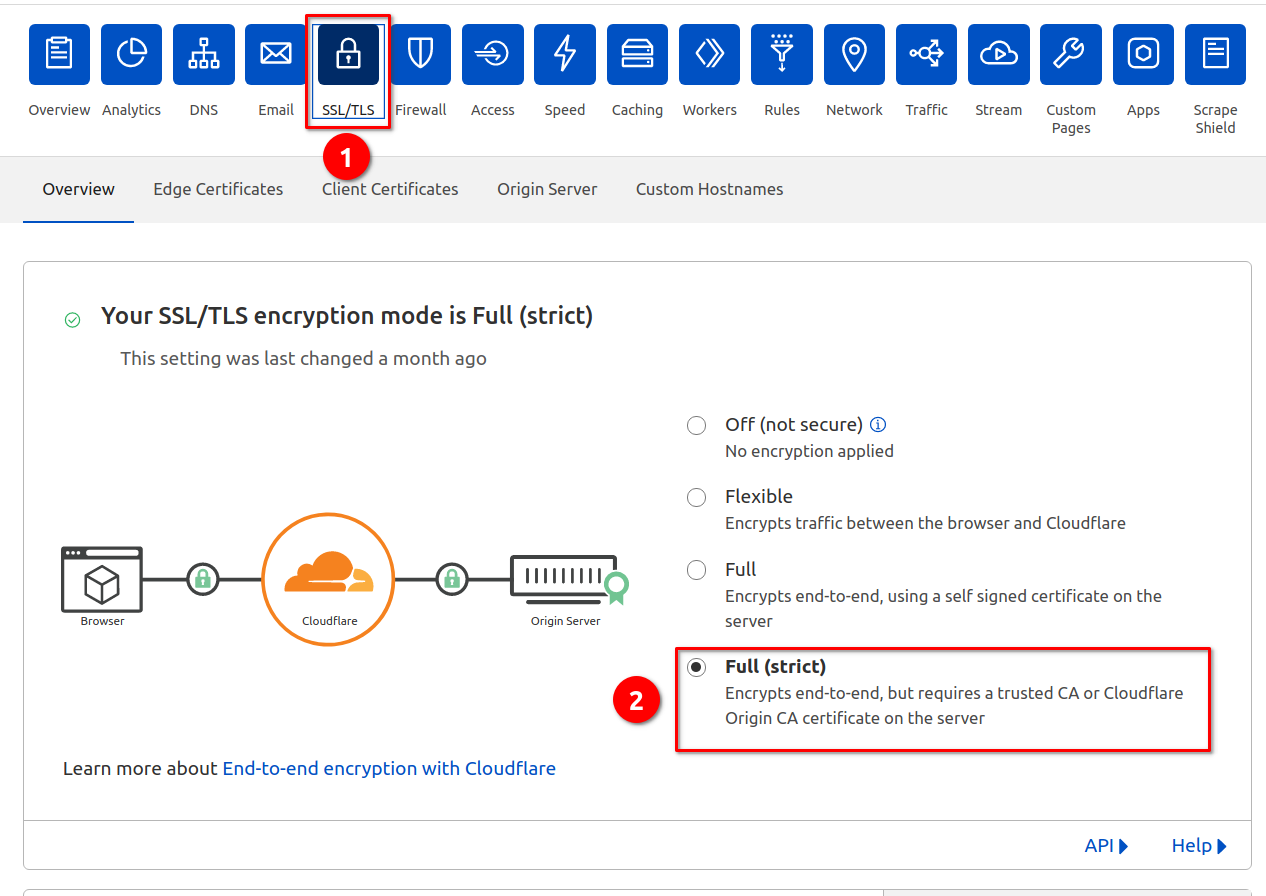 Overview
Analytics
DNS
Email
SSL/TLS
Firewall
Access
Speed
Caching
Workers
Rules
Network
Traffic
Stream
Custom
Pages
Apps
Scrape
Shield
1
Overview
Edge Certificates
Client Certificates
Origin Server
Custom Hostnames
Your SSL/TLS encryption mode is Full (strict)
This setting was last changed a month ago
Off (not secure)
No encryption applied
Flexible
Encrypts traffic between the browser and Cloudflare
Full
Encrypts end-to-end, using a self signed certificate on the
server
Full (strict)
Encrypts end-to-end, but requires a trusted CA or Cloudflare
Origin CA certificate on the server
2
Browser
Cloudflare
Origin Server
Learn more about End-to-end encryption with Cloudflare
API
Help